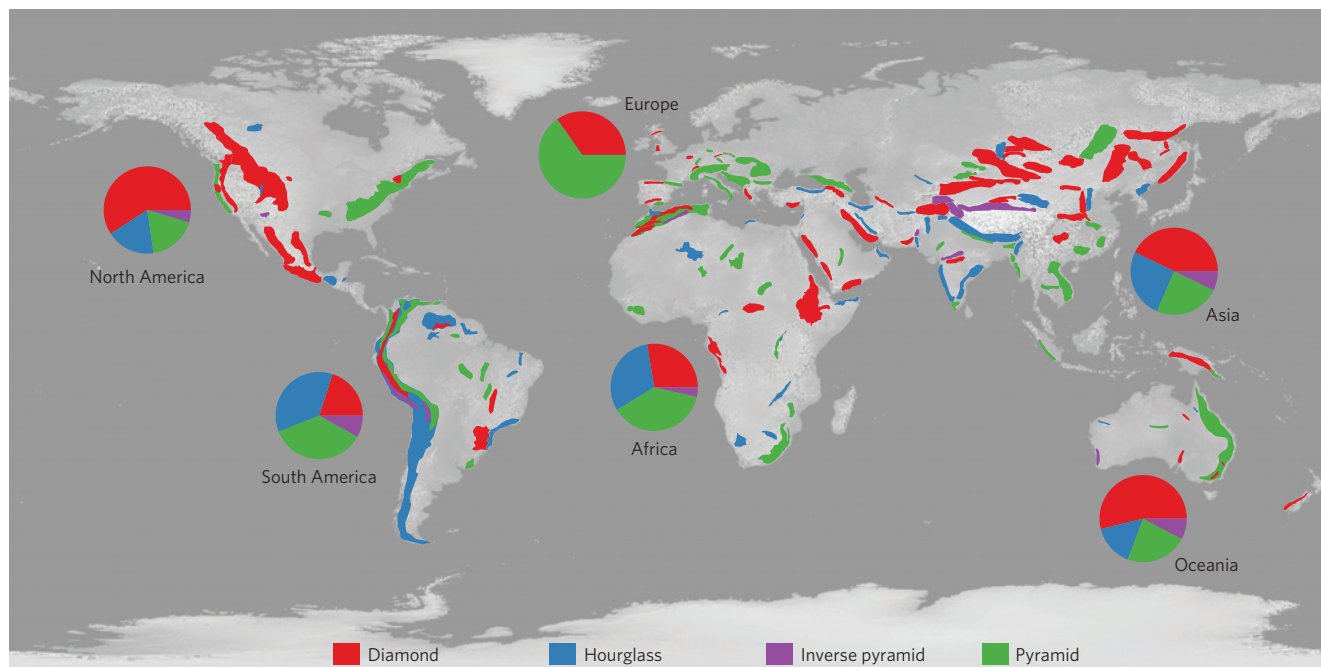 Europe
North America
Asia
South America
Africa
Oceania
Diamond
Hourglass
Inverse pyramid
Pyramid